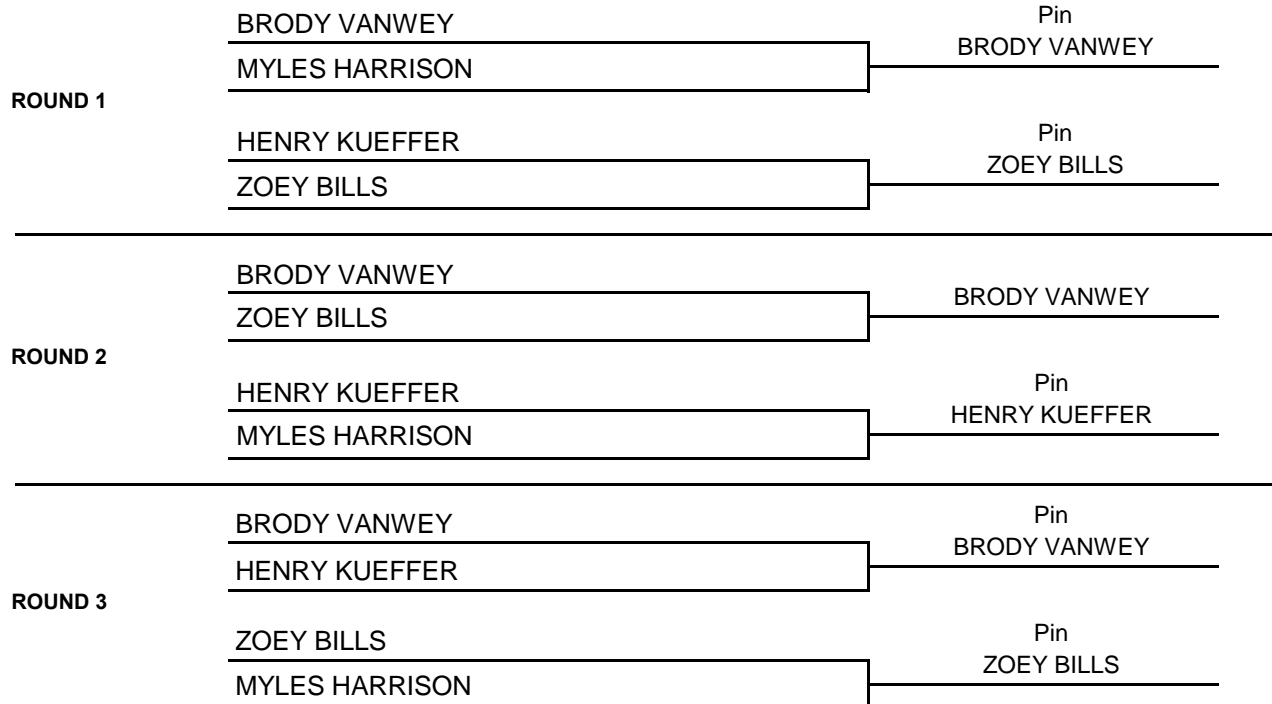 BRODY VANWEY
Pin
BRODY VANWEY
MYLES HARRISON
ROUND 1
HENRY KUEFFER
Pin
ZOEY BILLS
ZOEY BILLS
BRODY VANWEY
BRODY VANWEY
ZOEY BILLS
ROUND 2
HENRY KUEFFER
Pin
HENRY KUEFFER
MYLES HARRISON
BRODY VANWEY
Pin
BRODY VANWEY
HENRY KUEFFER
ROUND 3
ZOEY BILLS
Pin
ZOEY BILLS
MYLES HARRISON